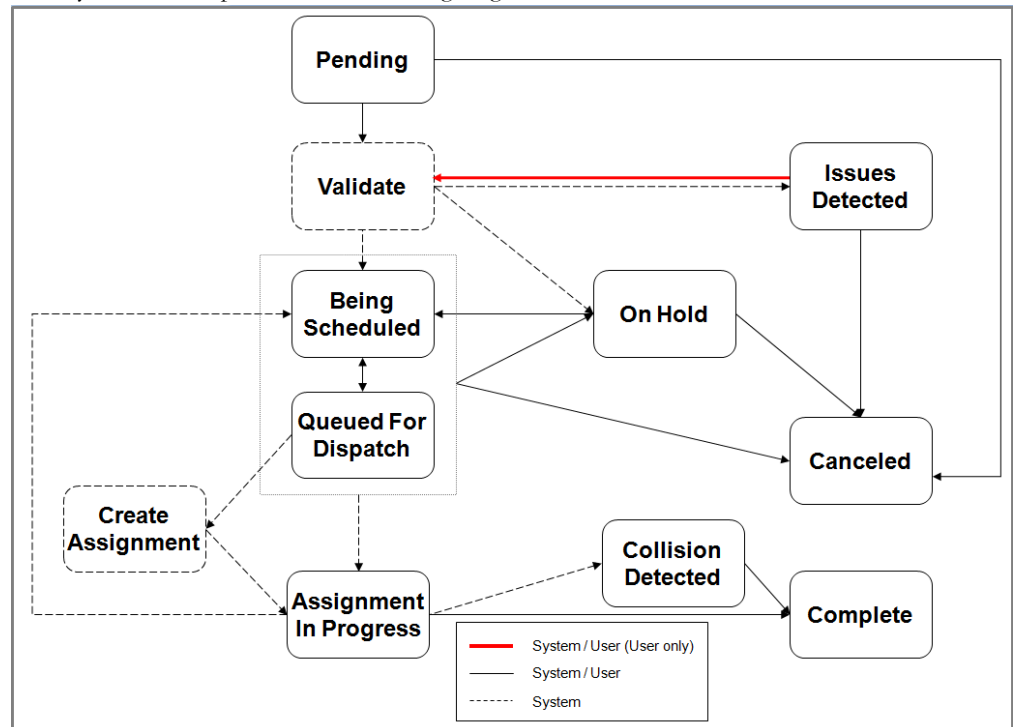 Pending
Validate
Issues
Detected
Being
Scheduled
On Hold
Queued For
Dispatch
Canceled
Create
Assignment
Collision
Detected
Assignment
In Progress
Complete
System / User (User only)
System / User
System